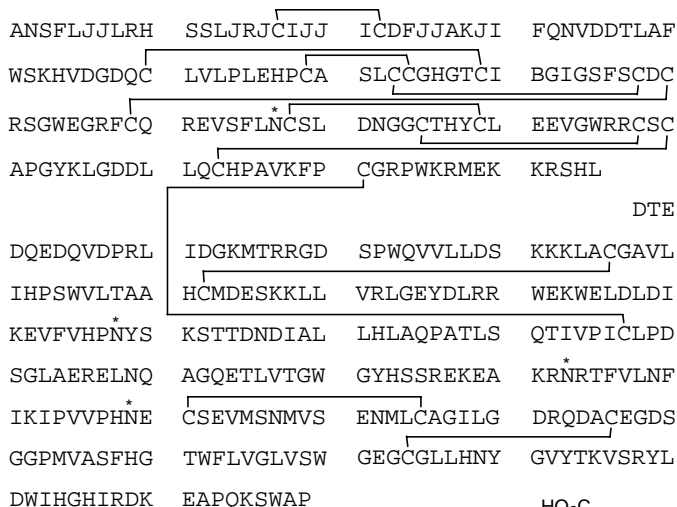 ANSFLJJLRH SSLJRJCIJJ ICDFJJAKJI FQNVDDTLAF
WSKHVDGDQC LVLPLEHPCA SLCCGHGTCI BGIGSFSCDC
*
RSGWEGRFCQ REVSFLNCSL DNGGCTHYCL EEVGWRRCSC
APGYKLGDDL LQCHPAVKFP CGRPWKRMEK KRSHL
DTE
DQEDQVDPRL IDGKMTRRGD SPWQVVLLDS KKKLACGAVL
IHPSWVLTAA HCMDESKKLL VRLGEYDLRR WEKWELDLDI
*
KEVFVHPNYS KSTTDNDIAL LHLAQPATLS QTIVPICLPD
*
SGLAERELNQ AGQETLVTGW GYHSSREKEA KRNRTFVLNF
*
IKIPVVPHNE CSEVMSNMVS ENMLCAGILG DRQDACEGDS
GGPMVASFHG TWFLVGLVSW GEGCGLLHNY GVYTKVSRYL
DWIHGHIRDK EAPQKSWAP